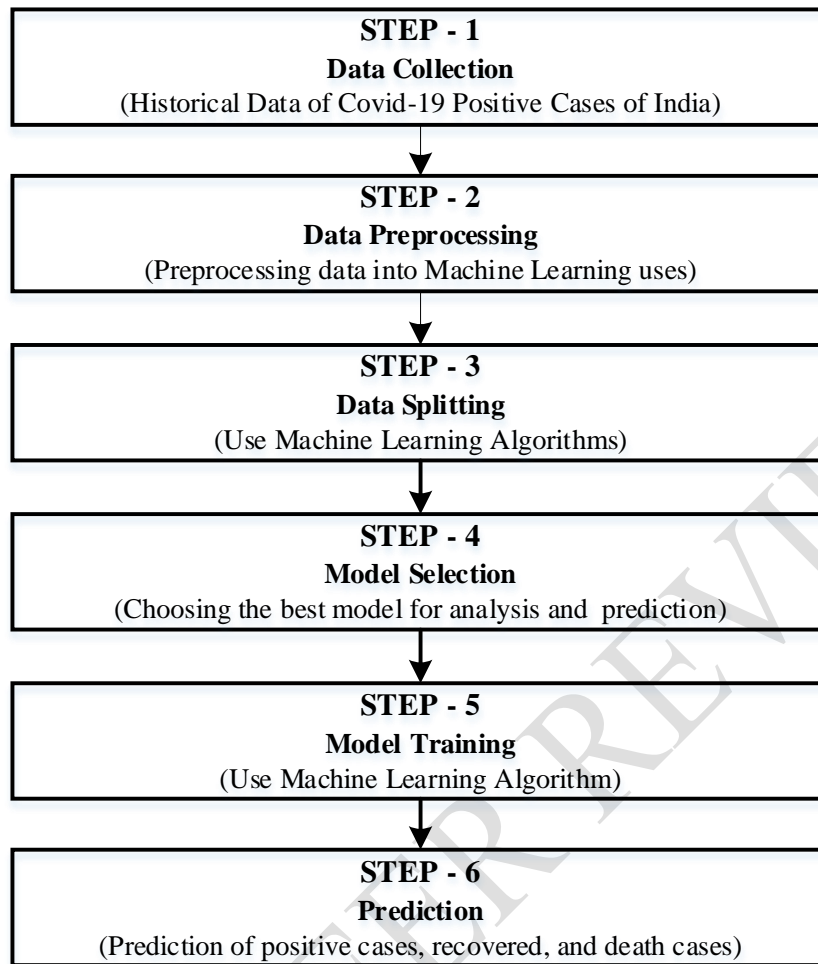 STEP - 1
Data Collection
(Historical Data of Covid-19 Positive Cases of India)
STEP - 2
Data Preprocessing
(Preprocessing data into Machine Learning uses)
STEP - 3
Data Splitting
(Use Machine Learning Algorithms)
STEP - 4
Model Selection
(Choosing the best model for analysis and prediction)
STEP - 5
Model Training
(Use Machine Learning Algorithm)
STEP - 6
Prediction
(Prediction of positive cases, recovered, and death cases)